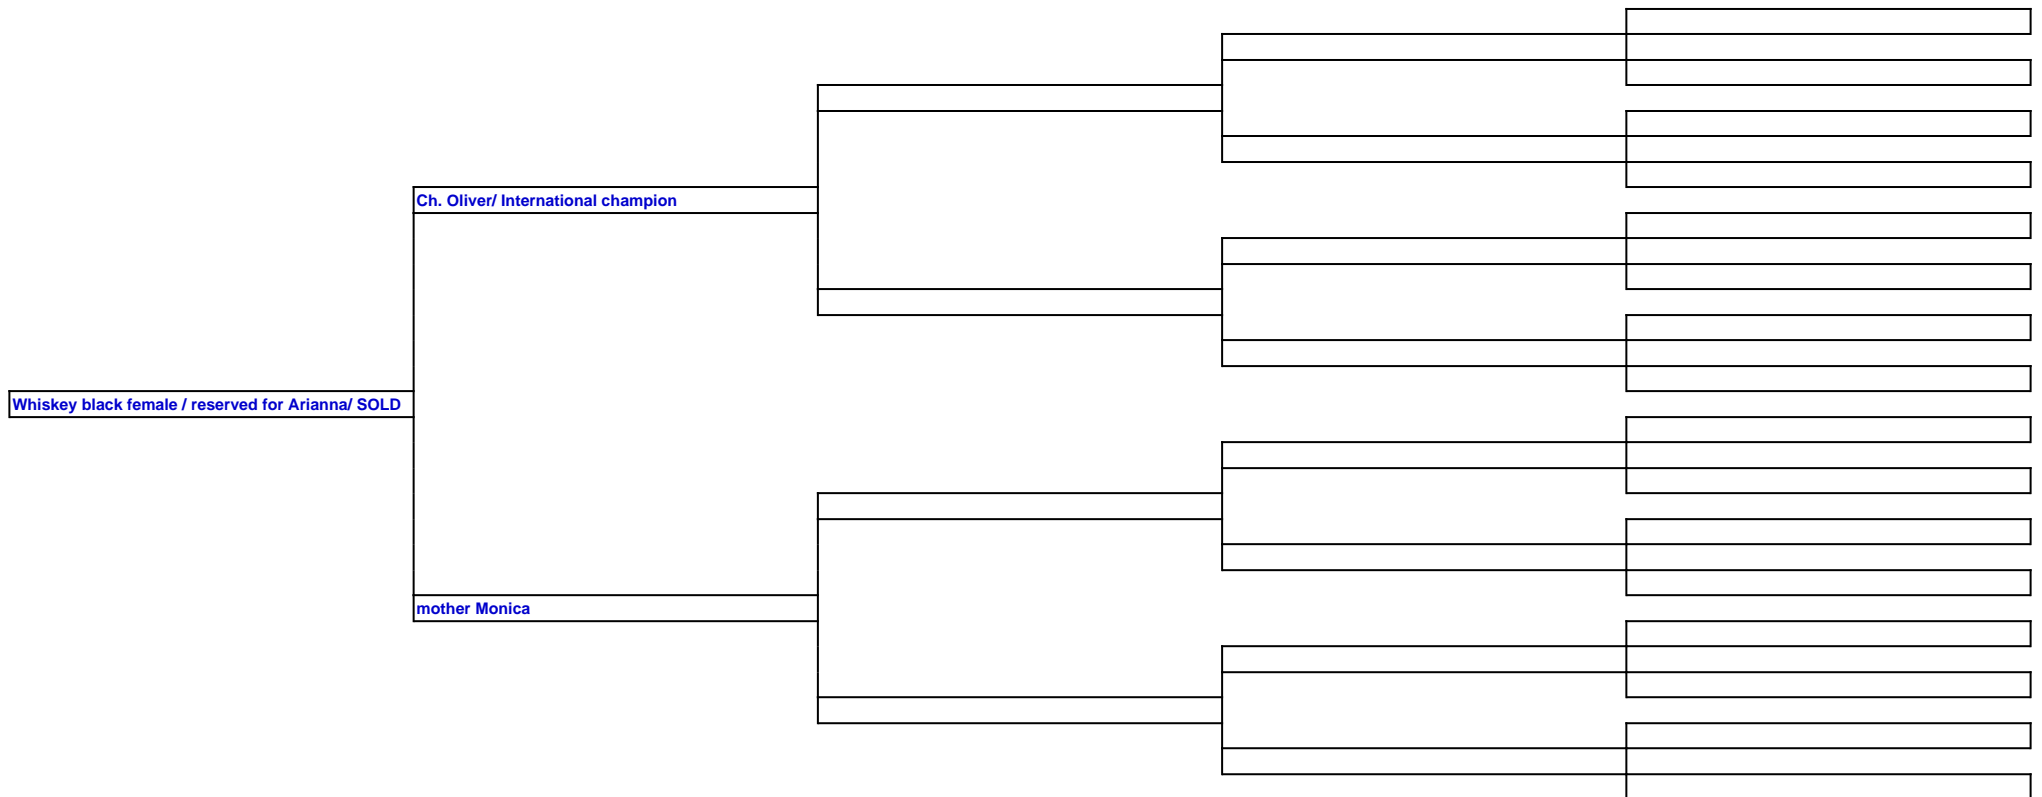 Ch. Oliver/ International champion
Whiskey black female / reserved for Arianna/ SOLD
mother Monica